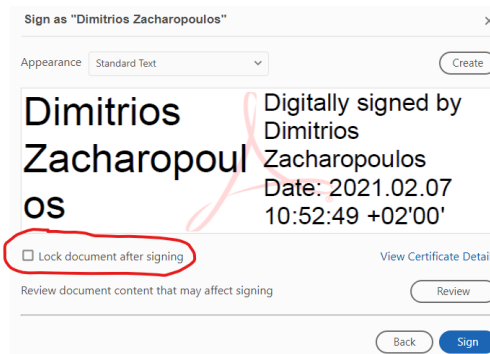 Sign as "Dimitrios Zacharopoulos"
Appearance Standard Text Create
Dimitrios
Zacharopoul
os
Digitally signed by
Dimitrios
Zacharopoulos
Date: 2021.02.07
10:52:49 +02'00'
Lock document after signing View Certificate Detai
Review document content that may affect signing Review
Back Sign